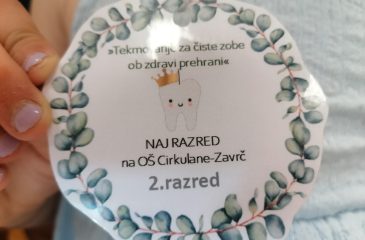 »Tekmovanje za čiste zobe
ob zdravi prehrani«
NAJ RAZRED
na OŠ Cirkulane-Zavrč
2.razred